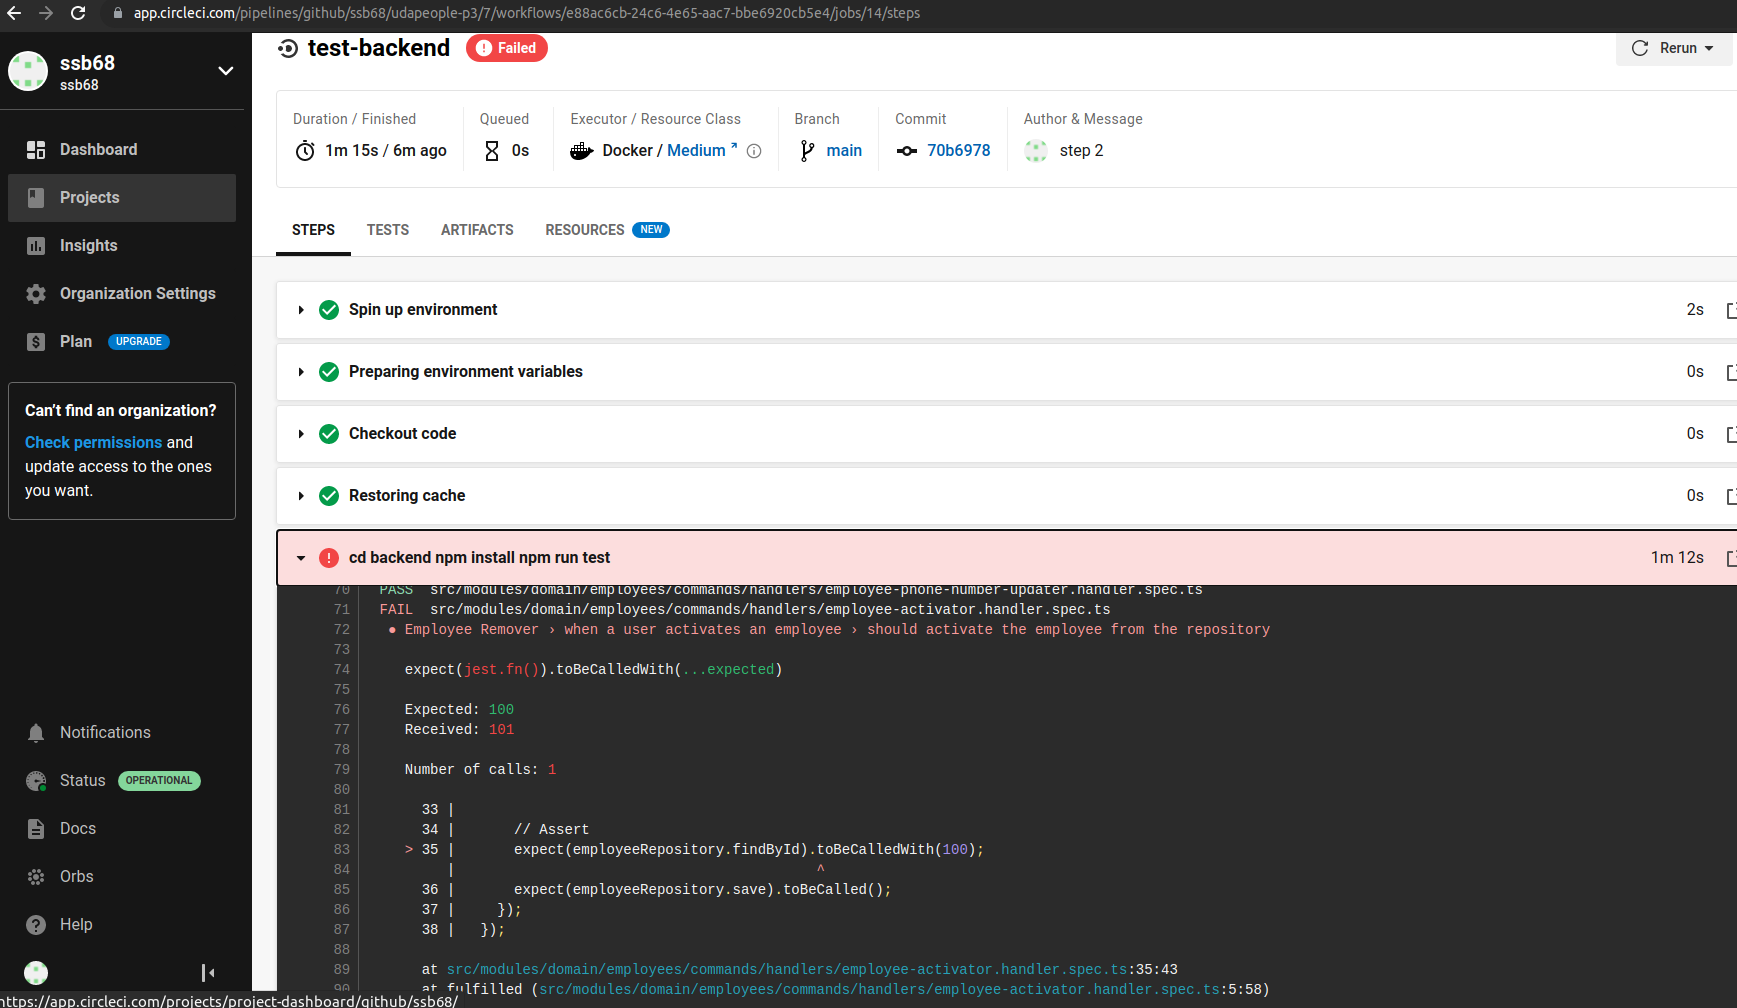 app.circleci.com/pipelines/github/ssb68/udapeople-p3/7/workflows/e88ac6cb-24c6-4e65-aac7-bbe6920cb5e4/jobs/14/steps
ssb68
ssb68
Dashboard
Projects
Insights
Organization Settings
Plan UPGRADE
Can't find an organization?
Check permissions and
update access to the ones
you want.
Notifications
Status OPERATIONAL
Docs
Orbs
Help
https://app.circleci.com/projects/project-dashboard/github/ssb68/
test-backend Failed
Rerun
Duration / Finished
1m 15s / 6m ago
Queued
0s
Executor / Resource Class
Docker / Medium
Branch
main
Commit
70b6978
Author & Message
step 2
STEPS TESTS ARTIFACTS RESOURCES NEW
Spin up environment 2s
Preparing environment variables 0s
Checkout code 0s
Restoring cache 0s
cd backend npm install npm run test 1m 12s
70 PASS src/modules/domain/employees/commands/handlers/employee-phone-number-updater.handler.spec.ts
71 FAIL src/modules/domain/employees/commands/handlers/employee-activator.handler.spec.ts
72 ● Employee Remover › when a user activates an employee › should activate the employee from the repository
73
74 expect(jest.fn()).toBeCalledWith(...expected)
75
76 Expected: 100
77 Received: 101
78
79 Number of calls: 1
80
81 33 |
82 34 | // Assert
83 > 35 | expect(employeeRepository.findById).toBeCalledWith(100);
84 | ^
85 36 | expect(employeeRepository.save).toBeCalled();
86 37 | });
87 38 | });
88
89 at src/modules/domain/employees/commands/handlers/employee-activator.handler.spec.ts:35:43
90 at fulfilled (src/modules/domain/employees/commands/handlers/employee-activator.handler.spec.ts:5:58)